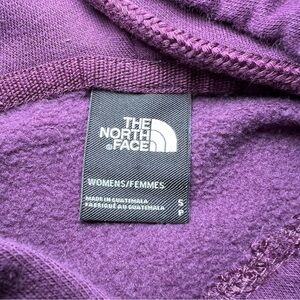 THE
NORTH
FACE
WOMENS/FEMMES
MADE IN GUATEMALA
FABRIQUÉ AU GUATEMALA
S
P